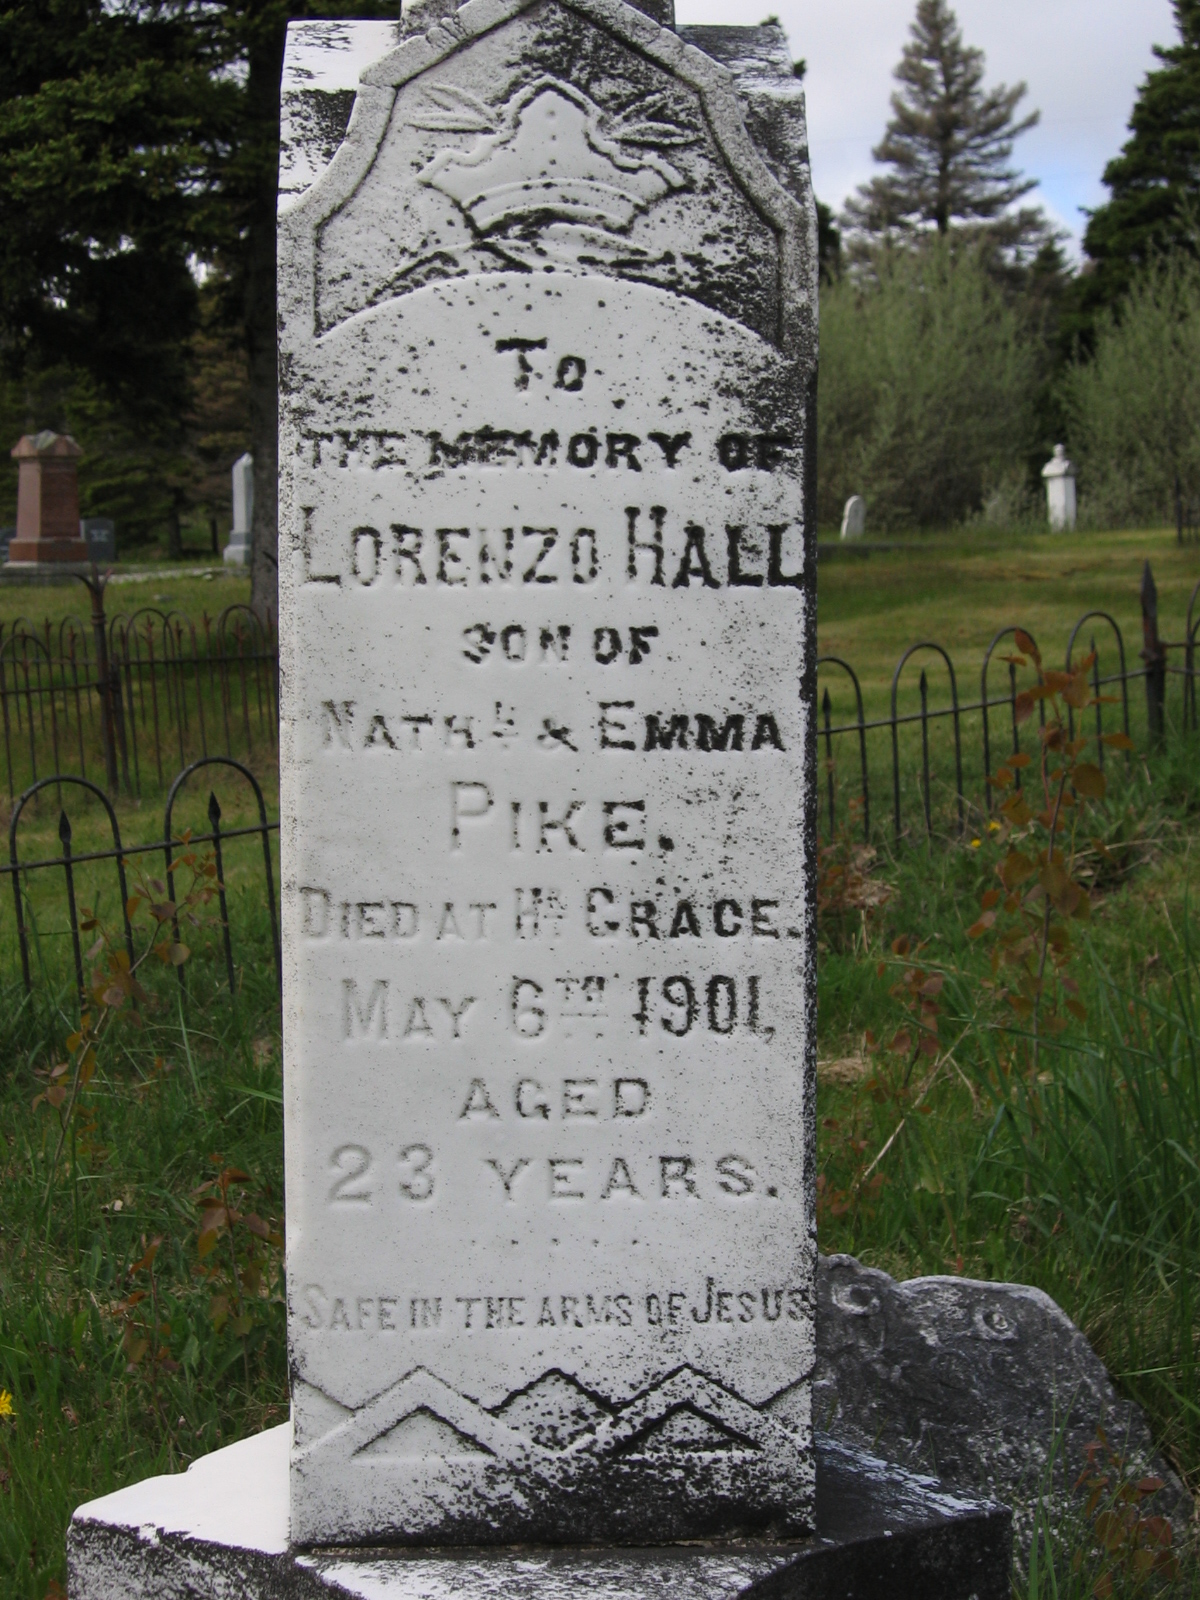 TO
THE MEMORY OF
LORENZO HALL
SON OF
NATHL & EMMA
PIKE.
DIED AT HR GRACE.
MAY 6TH 1901,
AGED
23 YEARS.
SAFE IN THE ARMS OF JESUS